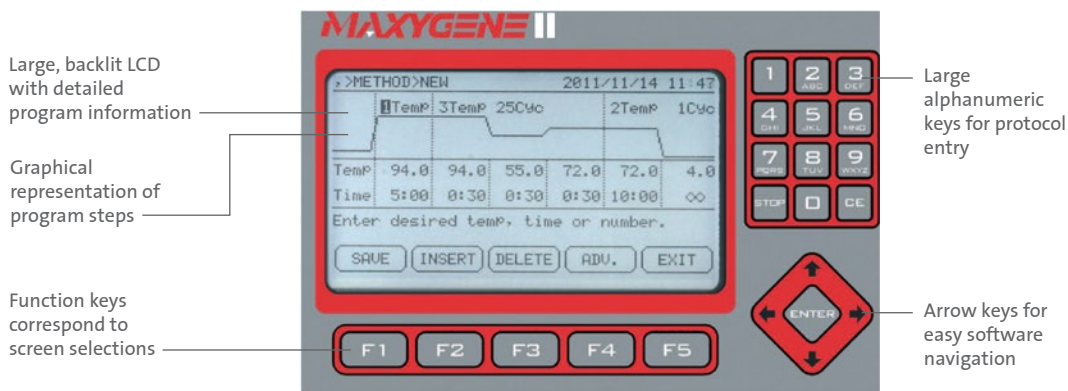 MAXYGENE II
Large, backlit LCD
with detailed
program information
Graphical
representation of
program steps
Function keys
correspond to
screen selections
>METHOD>NEW 2011/11/14 11:47
1Temp 3Temp 25Cyc 2Temp 1Cyc
Temp 94.0 94.0 55.0 72.0 72.0 4.0
Time 5:00 0:30 0:30 0:30 10:00 ∞
Enter desired temp, time or number.
SAVE INSERT DELETE ADV. EXIT
F1 F2 F3 F4 F5
1 2 ABC 3 DEF
4 GHI 5 JKL 6 MNO
7 PQRS 8 TUV 9 WXYZ
STOP 0 CE
ENTER
Large
alphanumeric
keys for protocol
entry
Arrow keys for
easy software
navigation